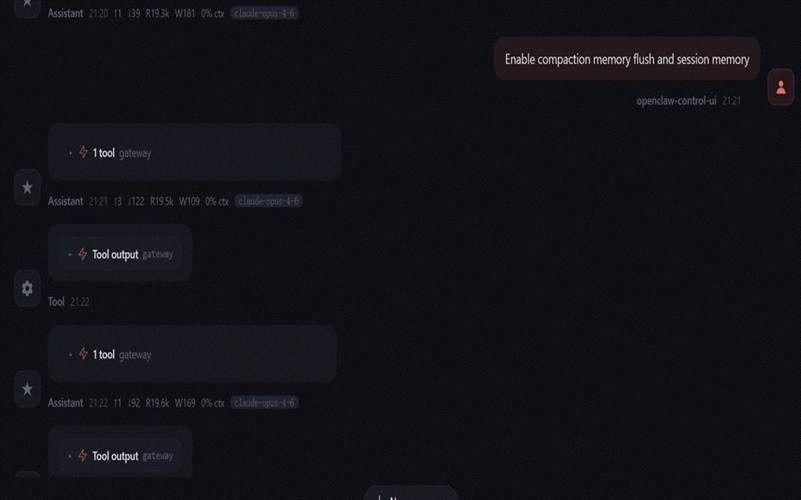 Assistant 21:20 ↑1 ↓39 R19.3k W181 0% ctx claude-opus-4-6
Enable compaction memory flush and session memory
openclaw-control-ui 21:21
1 tool gateway
Assistant 21:21 ↑3 ↓122 R19.5k W109 0% ctx claude-opus-4-6
Tool output gateway
Tool 21:22
1 tool gateway
Assistant 21:22 ↑1 ↓92 R19.6k W169 0% ctx claude-opus-4-6
Tool output gateway